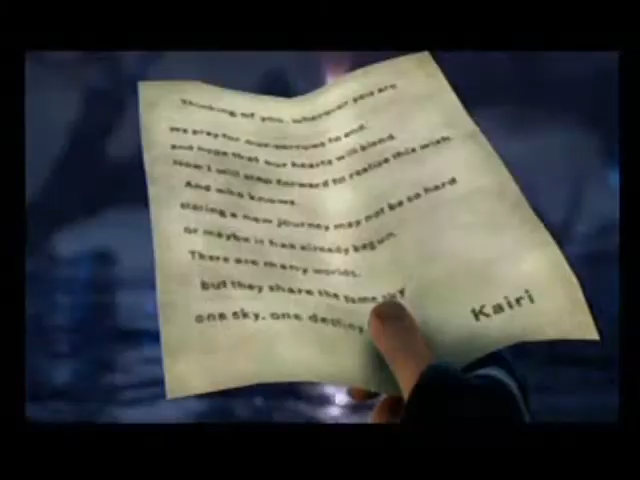 Thinking of you, wherever you are
We pray for our sorrows to end,
and hope that our hearts will blend.
Now I will step forward to realize this wish.
And who knows:
starting a new journey may not be so hard
or maybe it has already begun.
There are many worlds,
but they share the same sky
one sky, one destiny
Kairi